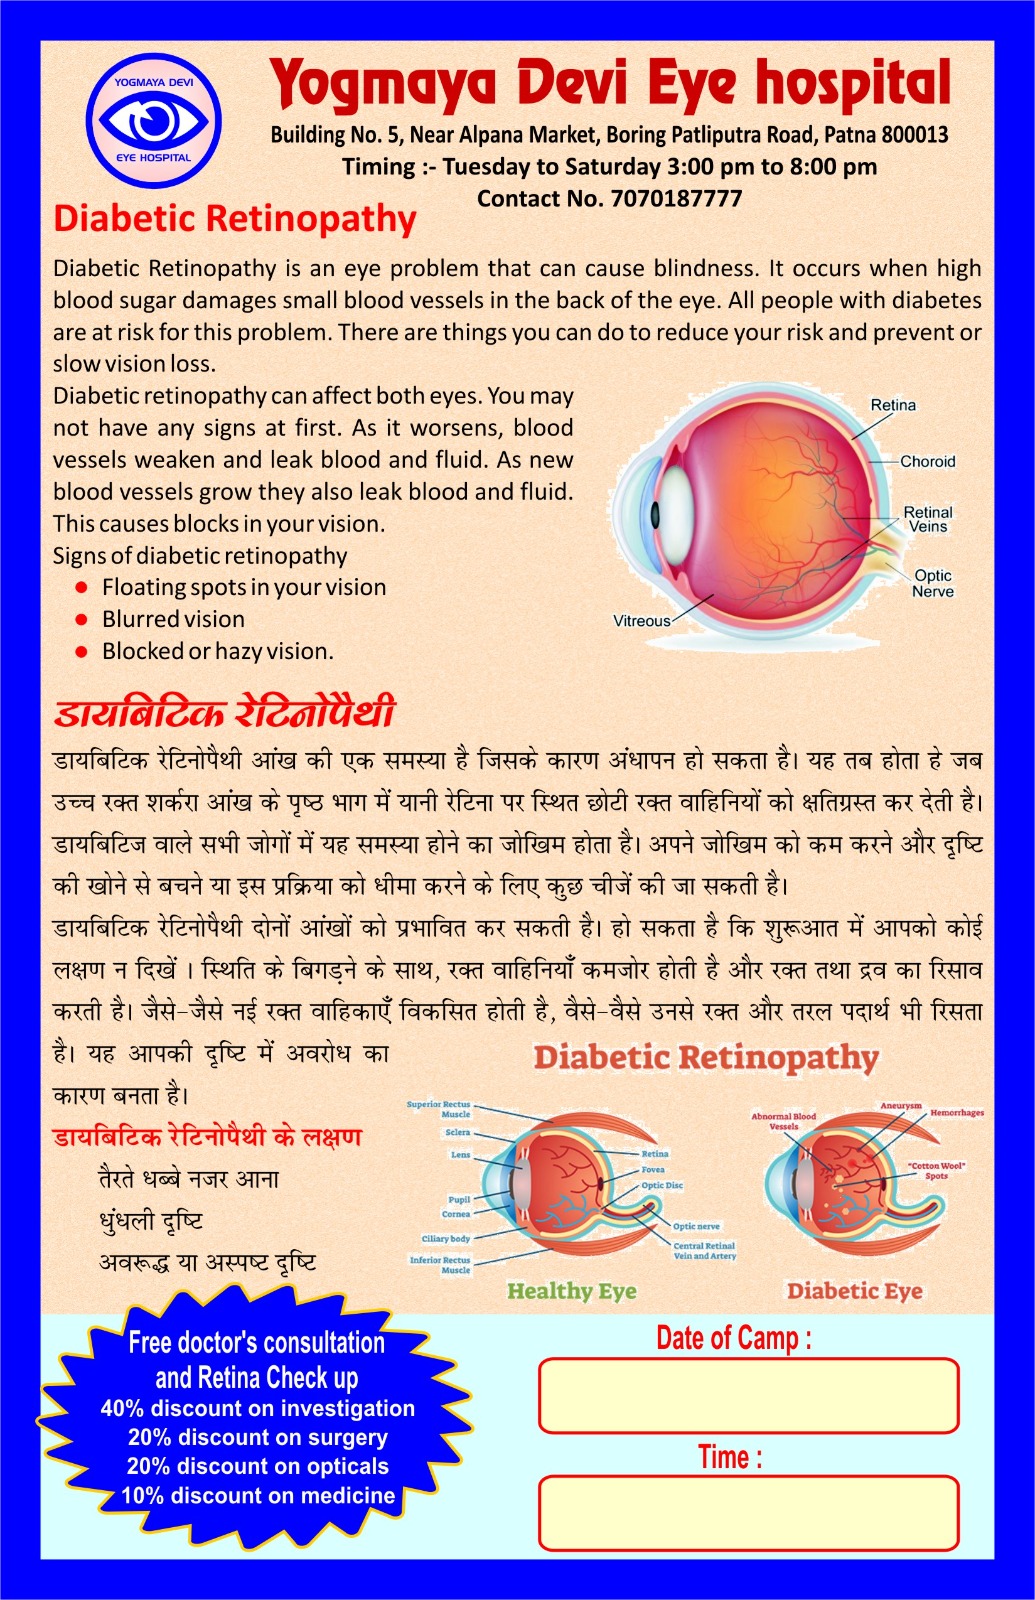 YOGMAYA DEVI
EYE HOSPITAL
Yogmaya Devi Eye hospital
Building No. 5, Near Alpana Market, Boring Patliputra Road, Patna 800013
Timing :- Tuesday to Saturday 3:00 pm to 8:00 pm
Contact No. 7070187777
Diabetic Retinopathy
Diabetic Retinopathy is an eye problem that can cause blindness. It occurs when high
blood sugar damages small blood vessels in the back of the eye. All people with diabetes
are at risk for this problem. There are things you can do to reduce your risk and prevent or
slow vision loss.
Diabetic retinopathy can affect both eyes. You may
not have any signs at first. As it worsens, blood
vessels weaken and leak blood and fluid. As new
blood vessels grow they also leak blood and fluid.
This causes blocks in your vision.
Signs of diabetic retinopathy
● Floating spots in your vision
● Blurred vision
● Blocked or hazy vision.
Retina
Choroid
Retinal
Veins
Optic
Nerve
Vitreous
डायबिटिक रेटिनोपैथी
डायबिटिक रेटिनोपैथी आंख की एक समस्या है जिसके कारण अंधापन हो सकता है। यह तब होता हे जब
उच्च रक्त शर्करा आंख के पृष्ठ भाग में यानी रेटिना पर स्थित छोटी रक्त वाहिनियों को क्षतिग्रस्त कर देती है।
डायबिटिज वाले सभी जोगों में यह समस्या होने का जोखिम होता है। अपने जोखिम को कम करने और दृष्टि
की खोने से बचने या इस प्रक्रिया को धीमा करने के लिए कुछ चीजें की जा सकती है।
डायबिटिक रेटिनोपैथी दोनों आंखों को प्रभावित कर सकती है। हो सकता है कि शुरूआत में आपको कोई
लक्षण न दिखें । स्थिति के बिगड़ने के साथ, रक्त वाहिनियाँ कमजोर होती है और रक्त तथा द्रव का रिसाव
करती है। जैसे-जैसे नई रक्त वाहिकाएँ विकसित होती है, वैसे-वैसे उनसे रक्त और तरल पदार्थ भी रिसता
है। यह आपकी दृष्टि में अवरोध का
कारण बनता है।
डायबिटिक रेटिनोपैथी के लक्षण
तैरते धब्बे नजर आना
धुंधली दृष्टि
अवरूद्ध या अस्पष्ट दृष्टि
Diabetic Retinopathy
Superior Rectus
Muscle
Sclera
Lens
Pupil
Cornea
Ciliary body
Inferior Rectus
Muscle
Retina
Fovea
Optic Disc
Optic nerve
Central Retinal
Vein and Artery
Healthy Eye
Abnormal Blood
Vessels
Aneurysm
Hemorrhages
"Cotton Wool"
Spots
Diabetic Eye
Free doctor's consultation
and Retina Check up
40% discount on investigation
20% discount on surgery
20% discount on opticals
10% discount on medicine
Date of Camp :
Time :